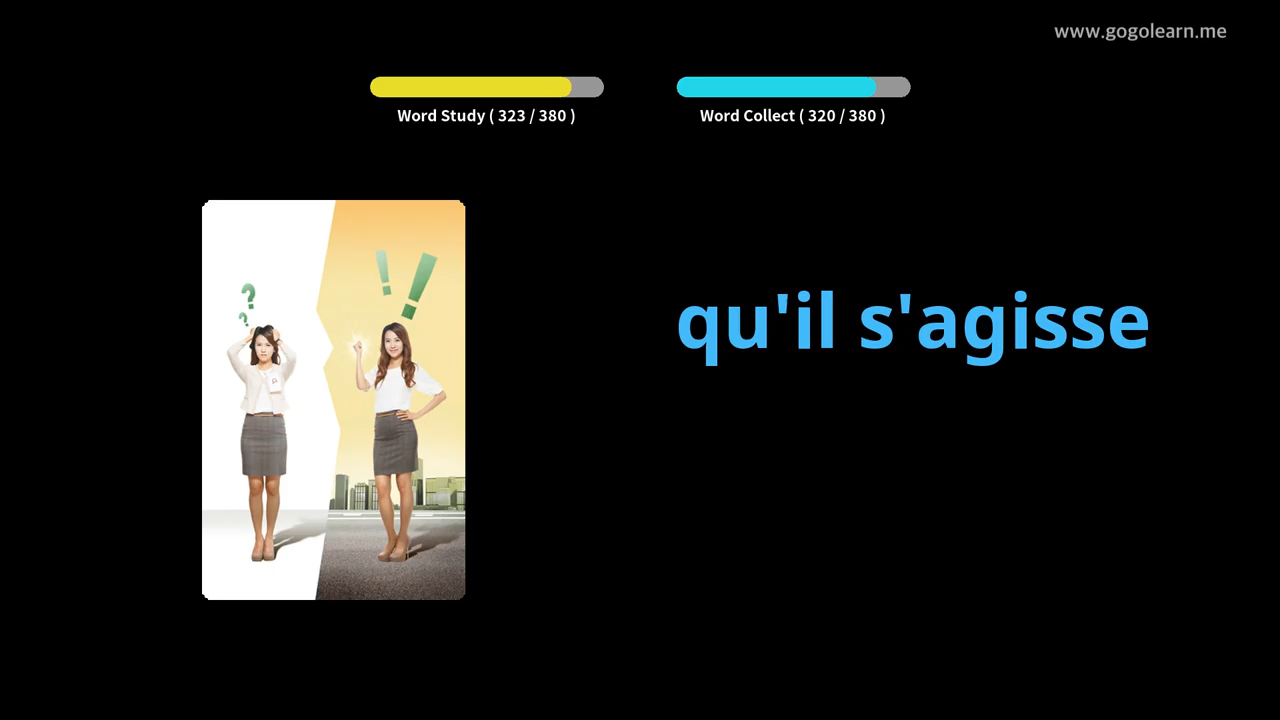 www.gogolearn.me
Word Study ( 323 / 380 )
Word Collect ( 320 / 380 )
? ?
! !
qu'il s'agisse